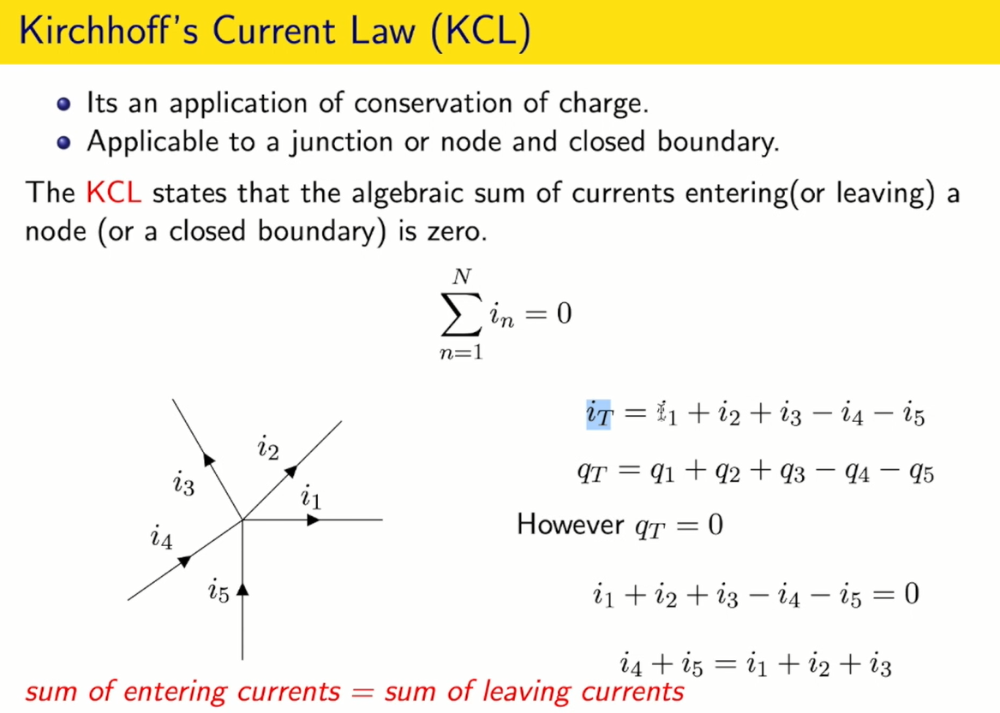 Kirchhoff's Current Law (KCL)
Its an application of conservation of charge.
Applicable to a junction or node and closed boundary.
The KCL states that the algebraic sum of currents entering(or leaving) a
node (or a closed boundary) is zero.
$\sum_{n=1}^{N} i_n = 0$
$i_T = i_1 + i_2 + i_3 - i_4 - i_5$
$q_T = q_1 + q_2 + q_3 - q_4 - q_5$
However $q_T = 0$
$i_1 + i_2 + i_3 - i_4 - i_5 = 0$
$i_4 + i_5 = i_1 + i_2 + i_3$
$i_2$
$i_3$
$i_1$
$i_4$
$i_5$
sum of entering currents = sum of leaving currents